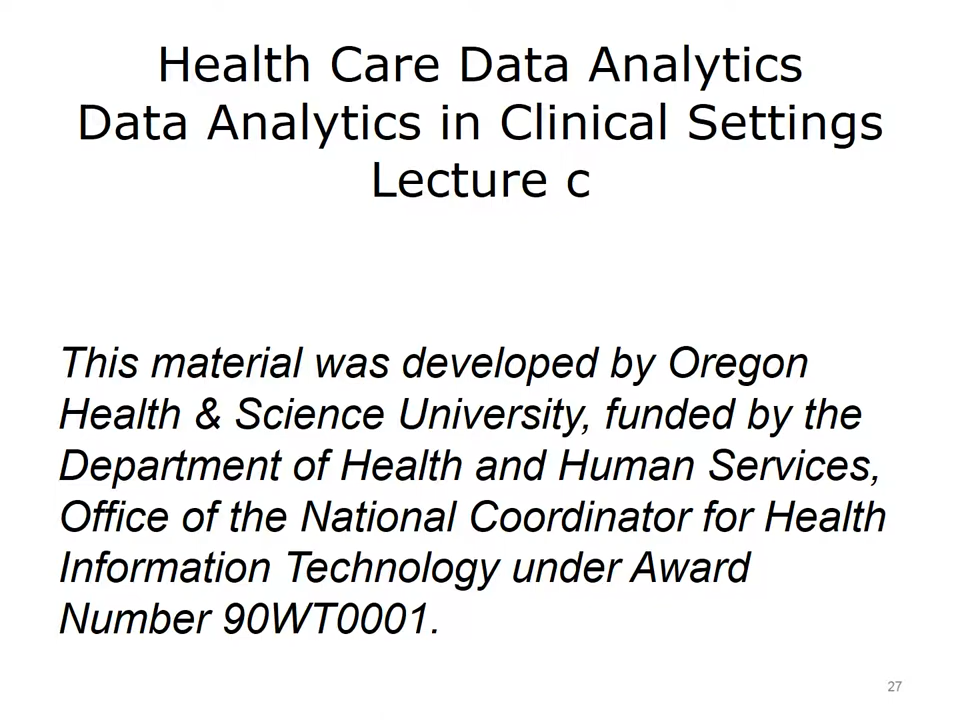 Health Care Data Analytics
Data Analytics in Clinical Settings
Lecture c
This material was developed by Oregon
Health & Science University, funded by the
Department of Health and Human Services,
Office of the National Coordinator for Health
Information Technology under Award
Number 90WT0001.
27